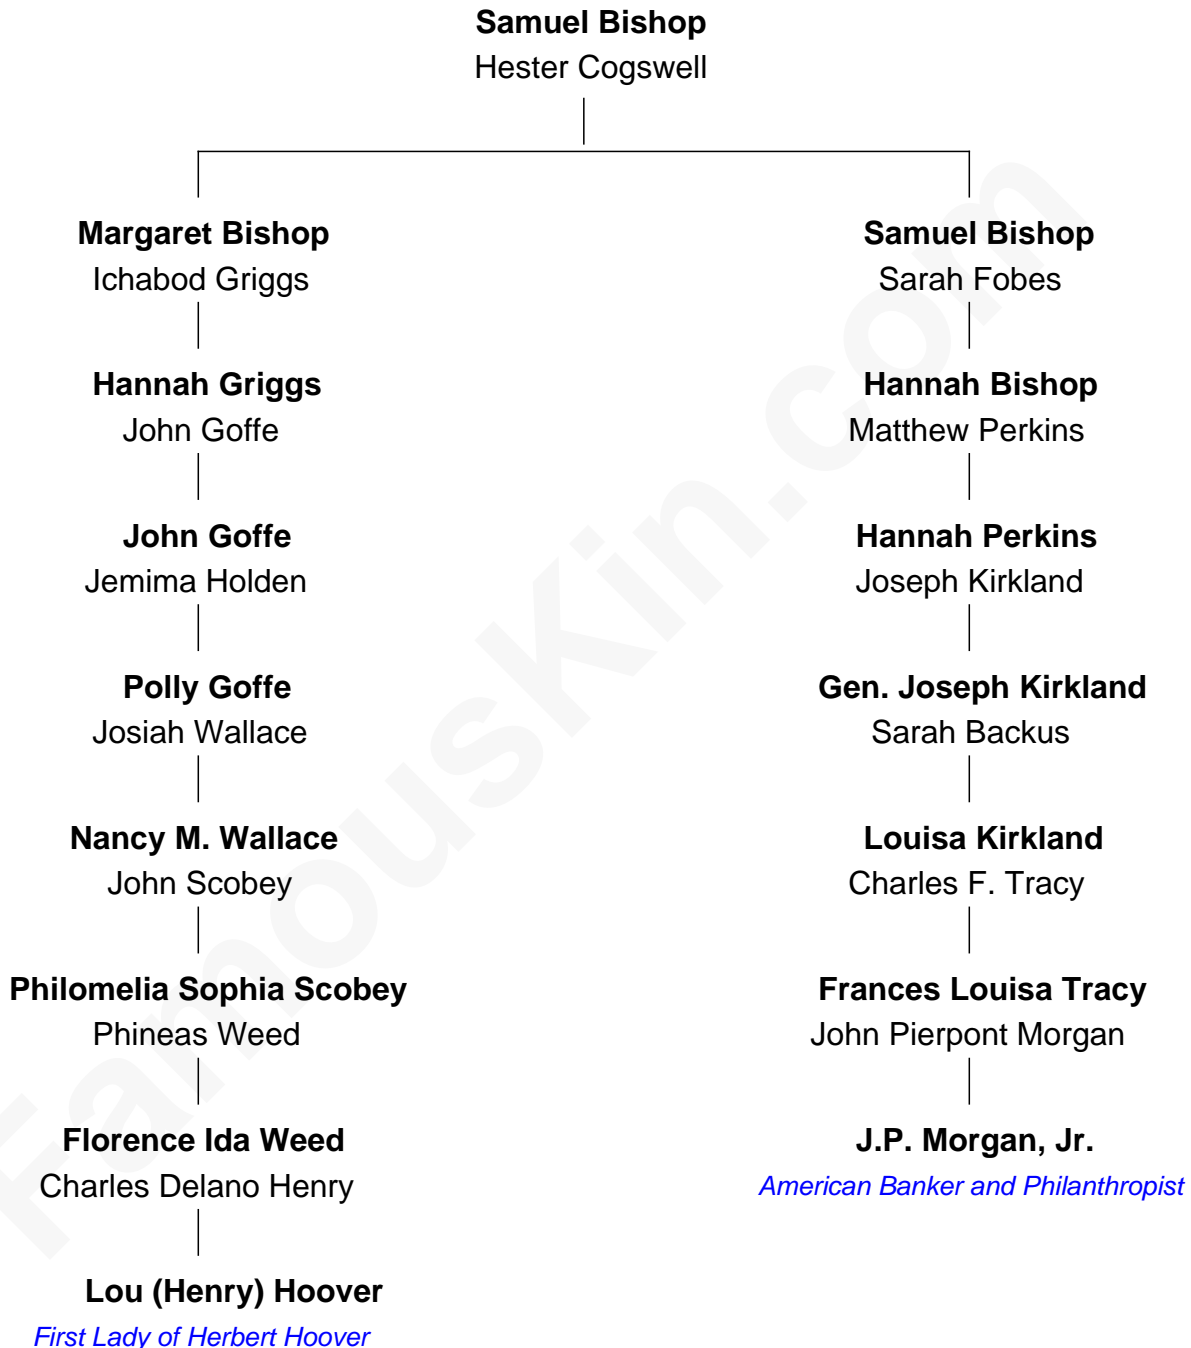 Samuel Bishop
Hester Cogswell
Margaret Bishop
Ichabod Griggs
Hannah Griggs
John Goffe
John Goffe
Jemima Holden
Polly Goffe
Josiah Wallace
Nancy M. Wallace
John Scobey
Philomelia Sophia Scobey
Phineas Weed
Florence Ida Weed
Charles Delano Henry
Lou (Henry) Hoover
First Lady of Herbert Hoover
Samuel Bishop
Sarah Fobes
Hannah Bishop
Matthew Perkins
Hannah Perkins
Joseph Kirkland
Gen. Joseph Kirkland
Sarah Backus
Louisa Kirkland
Charles F. Tracy
Frances Louisa Tracy
John Pierpont Morgan
J.P. Morgan, Jr.
American Banker and Philanthropist
FamousKin.com